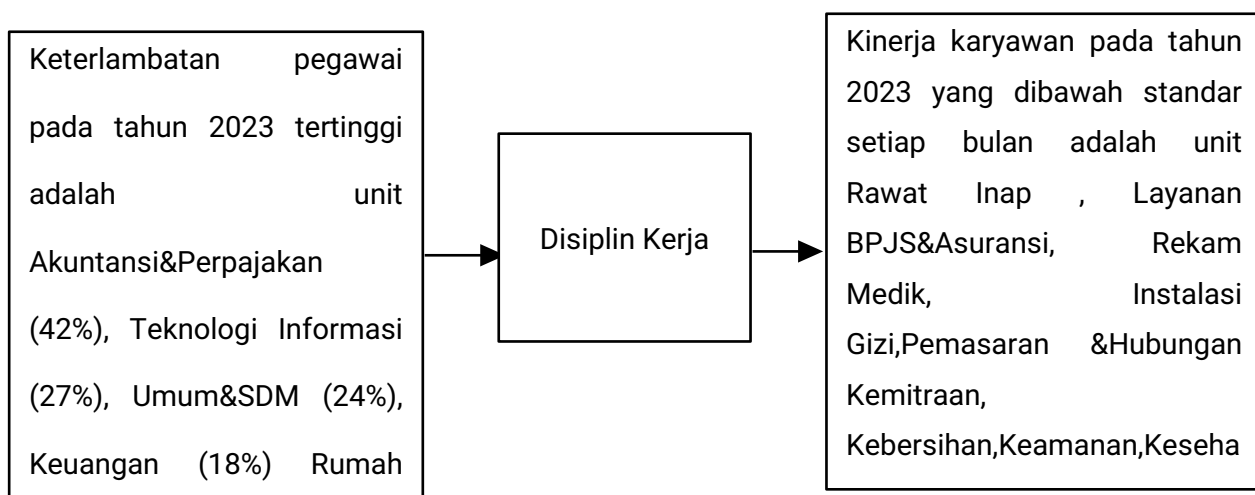 Keterlambatan pegawai
pada tahun 2023 tertinggi
adalah unit
Akuntansi&Perpajakan
(42%), Teknologi Informasi
(27%), Umum&SDM (24%),
Keuangan (18%) Rumah
Disiplin Kerja
Kinerja karyawan pada tahun
2023 yang dibawah standar
setiap bulan adalah unit
Rawat Inap , Layanan
BPJS&Asuransi, Rekam
Medik, Instalasi
Gizi,Pemasaran &Hubungan
Kemitraan,
Kebersihan,Keamanan,Keseha